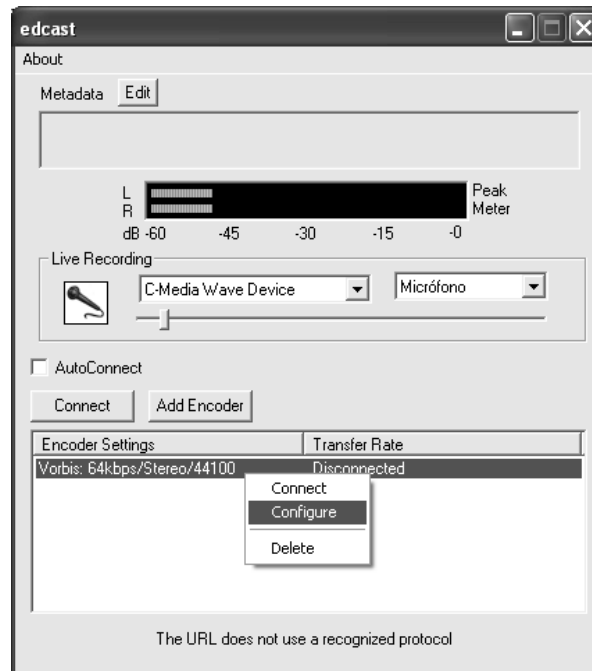 edcast
About
Metadata Edit
L
R
Peak
Meter
dB -60 -45 -30 -15 -0
Live Recording
C-Media Wave Device Micrófono
AutoConnect
Connect Add Encoder
Encoder Settings Transfer Rate
Vorbis: 64kbps/Stereo/44100 Disconnected
Connect
Configure
Delete
The URL does not use a recognized protocol